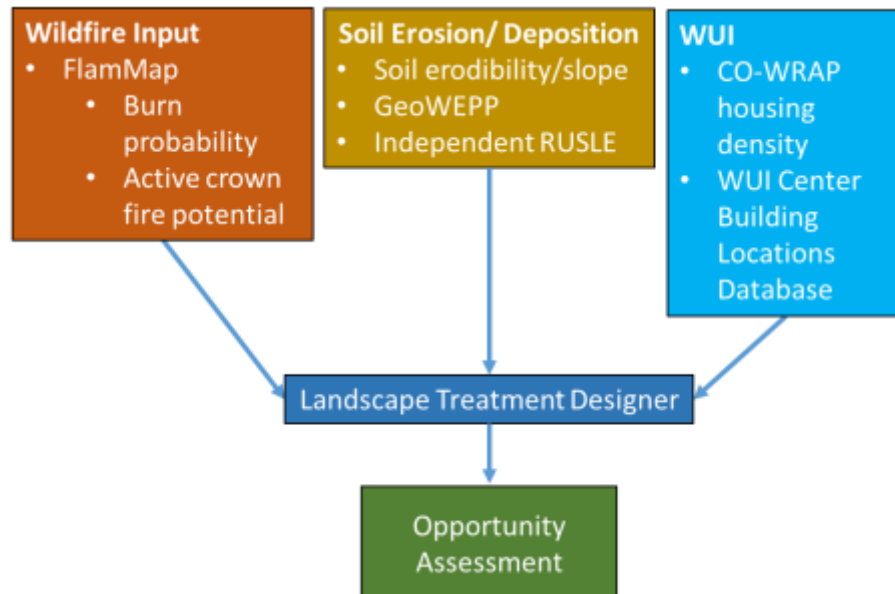 Wildfire Input
• FlamMap
• Burn
probability
• Active crown
fire potential
Soil Erosion/ Deposition
• Soil erodibility/slope
• GeoWEPP
• Independent RUSLE
WUI
• CO-WRAP
housing
density
• WUI Center
Building
Locations
Database
Landscape Treatment Designer
Opportunity
Assessment